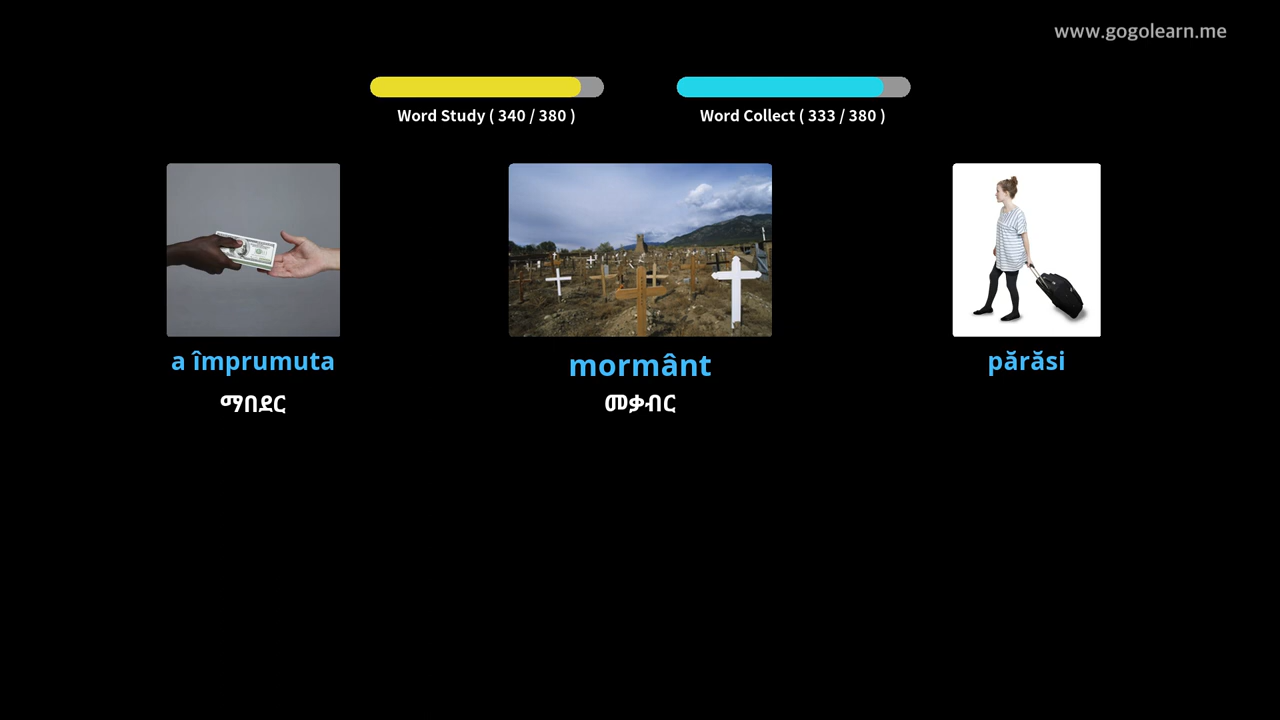 www.gogolearn.me
Word Study ( 340 / 380 )
Word Collect ( 333 / 380 )
a împrumuta
mormânt
părăsi
ማበደር
መቃብር